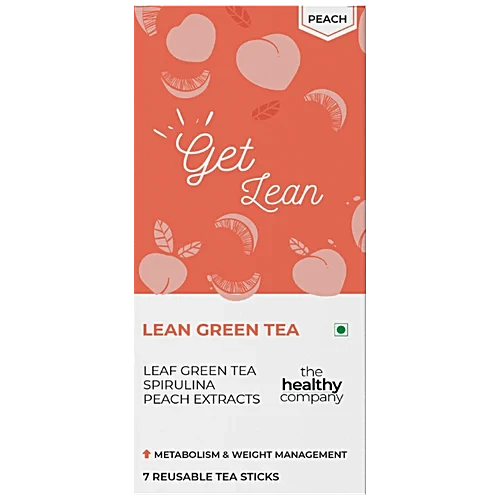 PEACH
Get
Lean
LEAN GREEN TEA
LEAF GREEN TEA
SPIRULINA
PEACH EXTRACTS
the
healthy
company
METABOLISM & WEIGHT MANAGEMENT
7 REUSABLE TEA STICKS